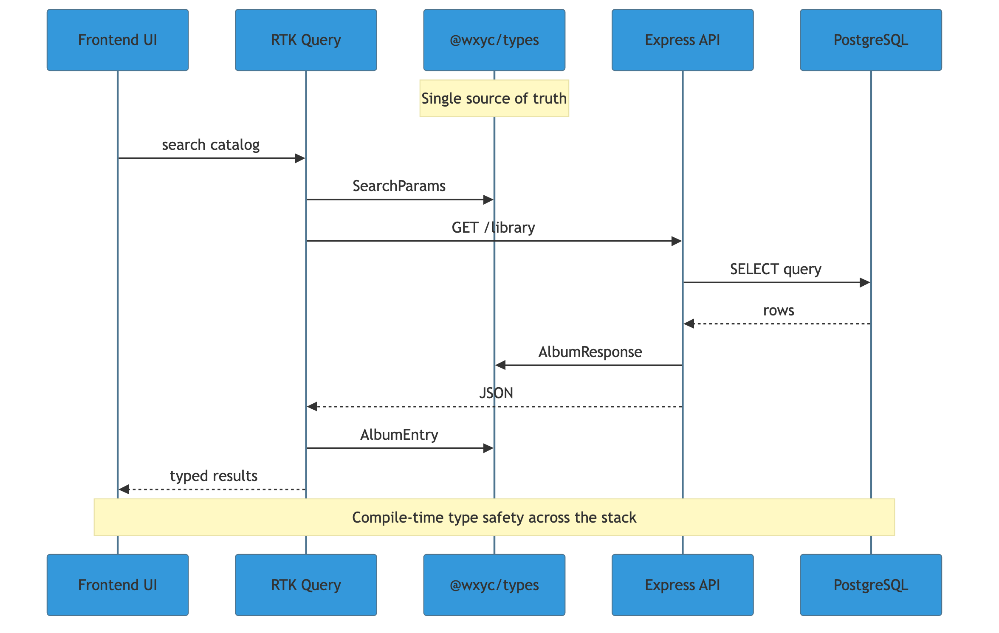 Frontend UI
RTK Query
@wxyc/types
Express API
PostgreSQL
Single source of truth
search catalog
SearchParams
GET /library
SELECT query
rows
AlbumResponse
JSON
AlbumEntry
typed results
Compile-time type safety across the stack
Frontend UI
RTK Query
@wxyc/types
Express API
PostgreSQL